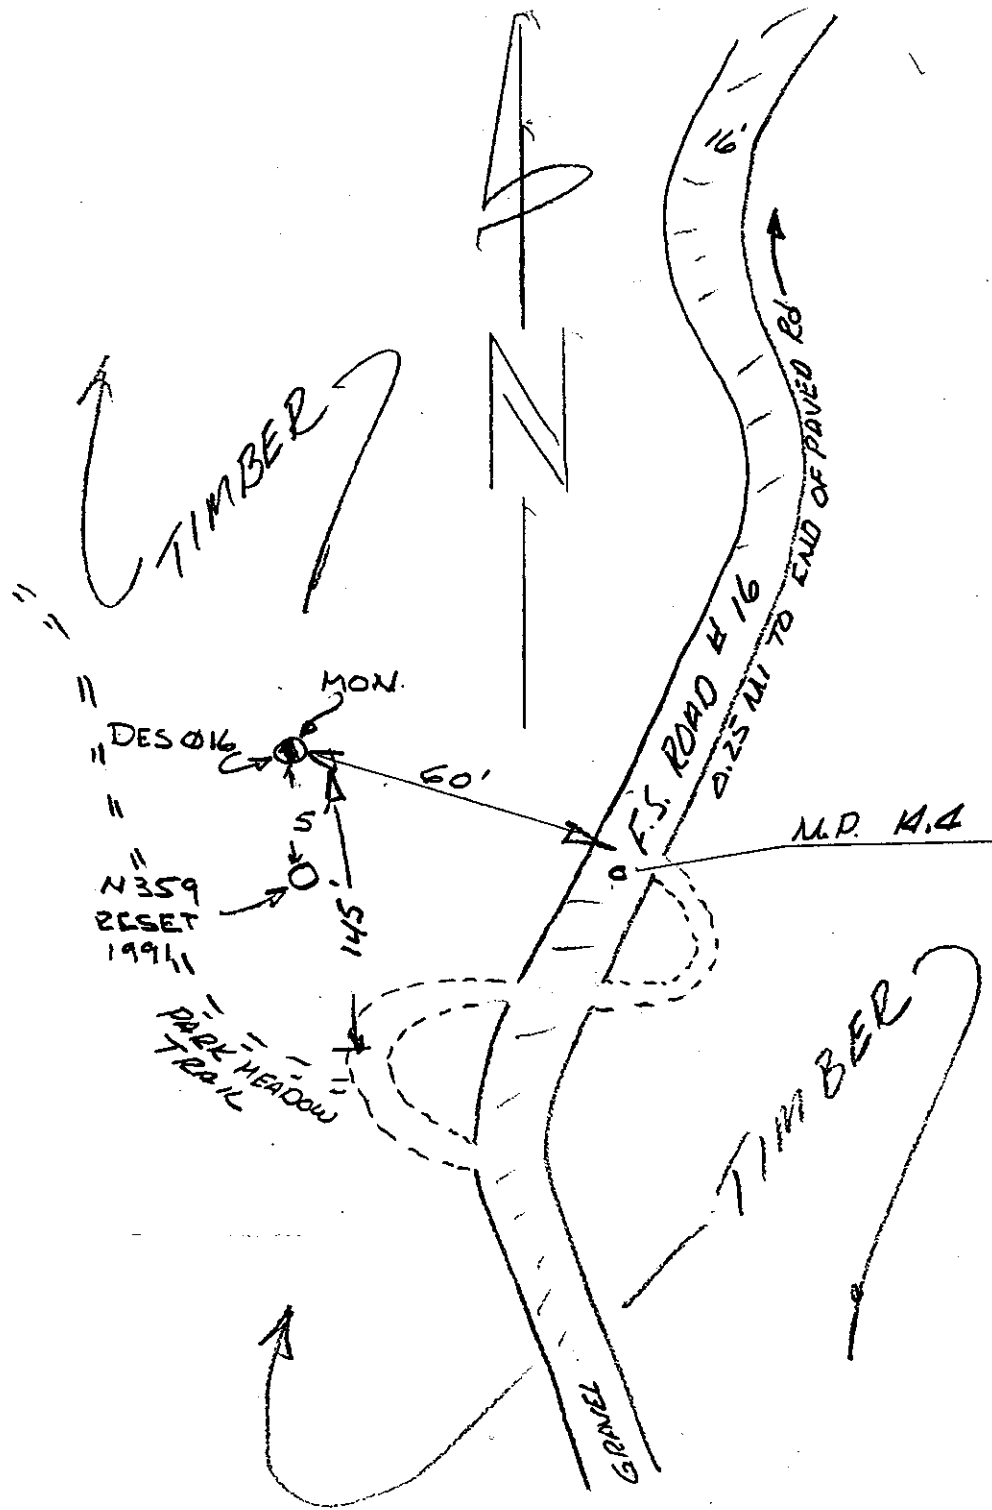 16'
N
TIMBER
F.S. ROAD # 16
0.25 MI TO END OF PAVED Rd
MON.
DES Ø16
60'
5
145'
M.P. 14.4
N359
RESET
1991
PARK MEADOW
TRAIL
TIMBER
GRAVEL